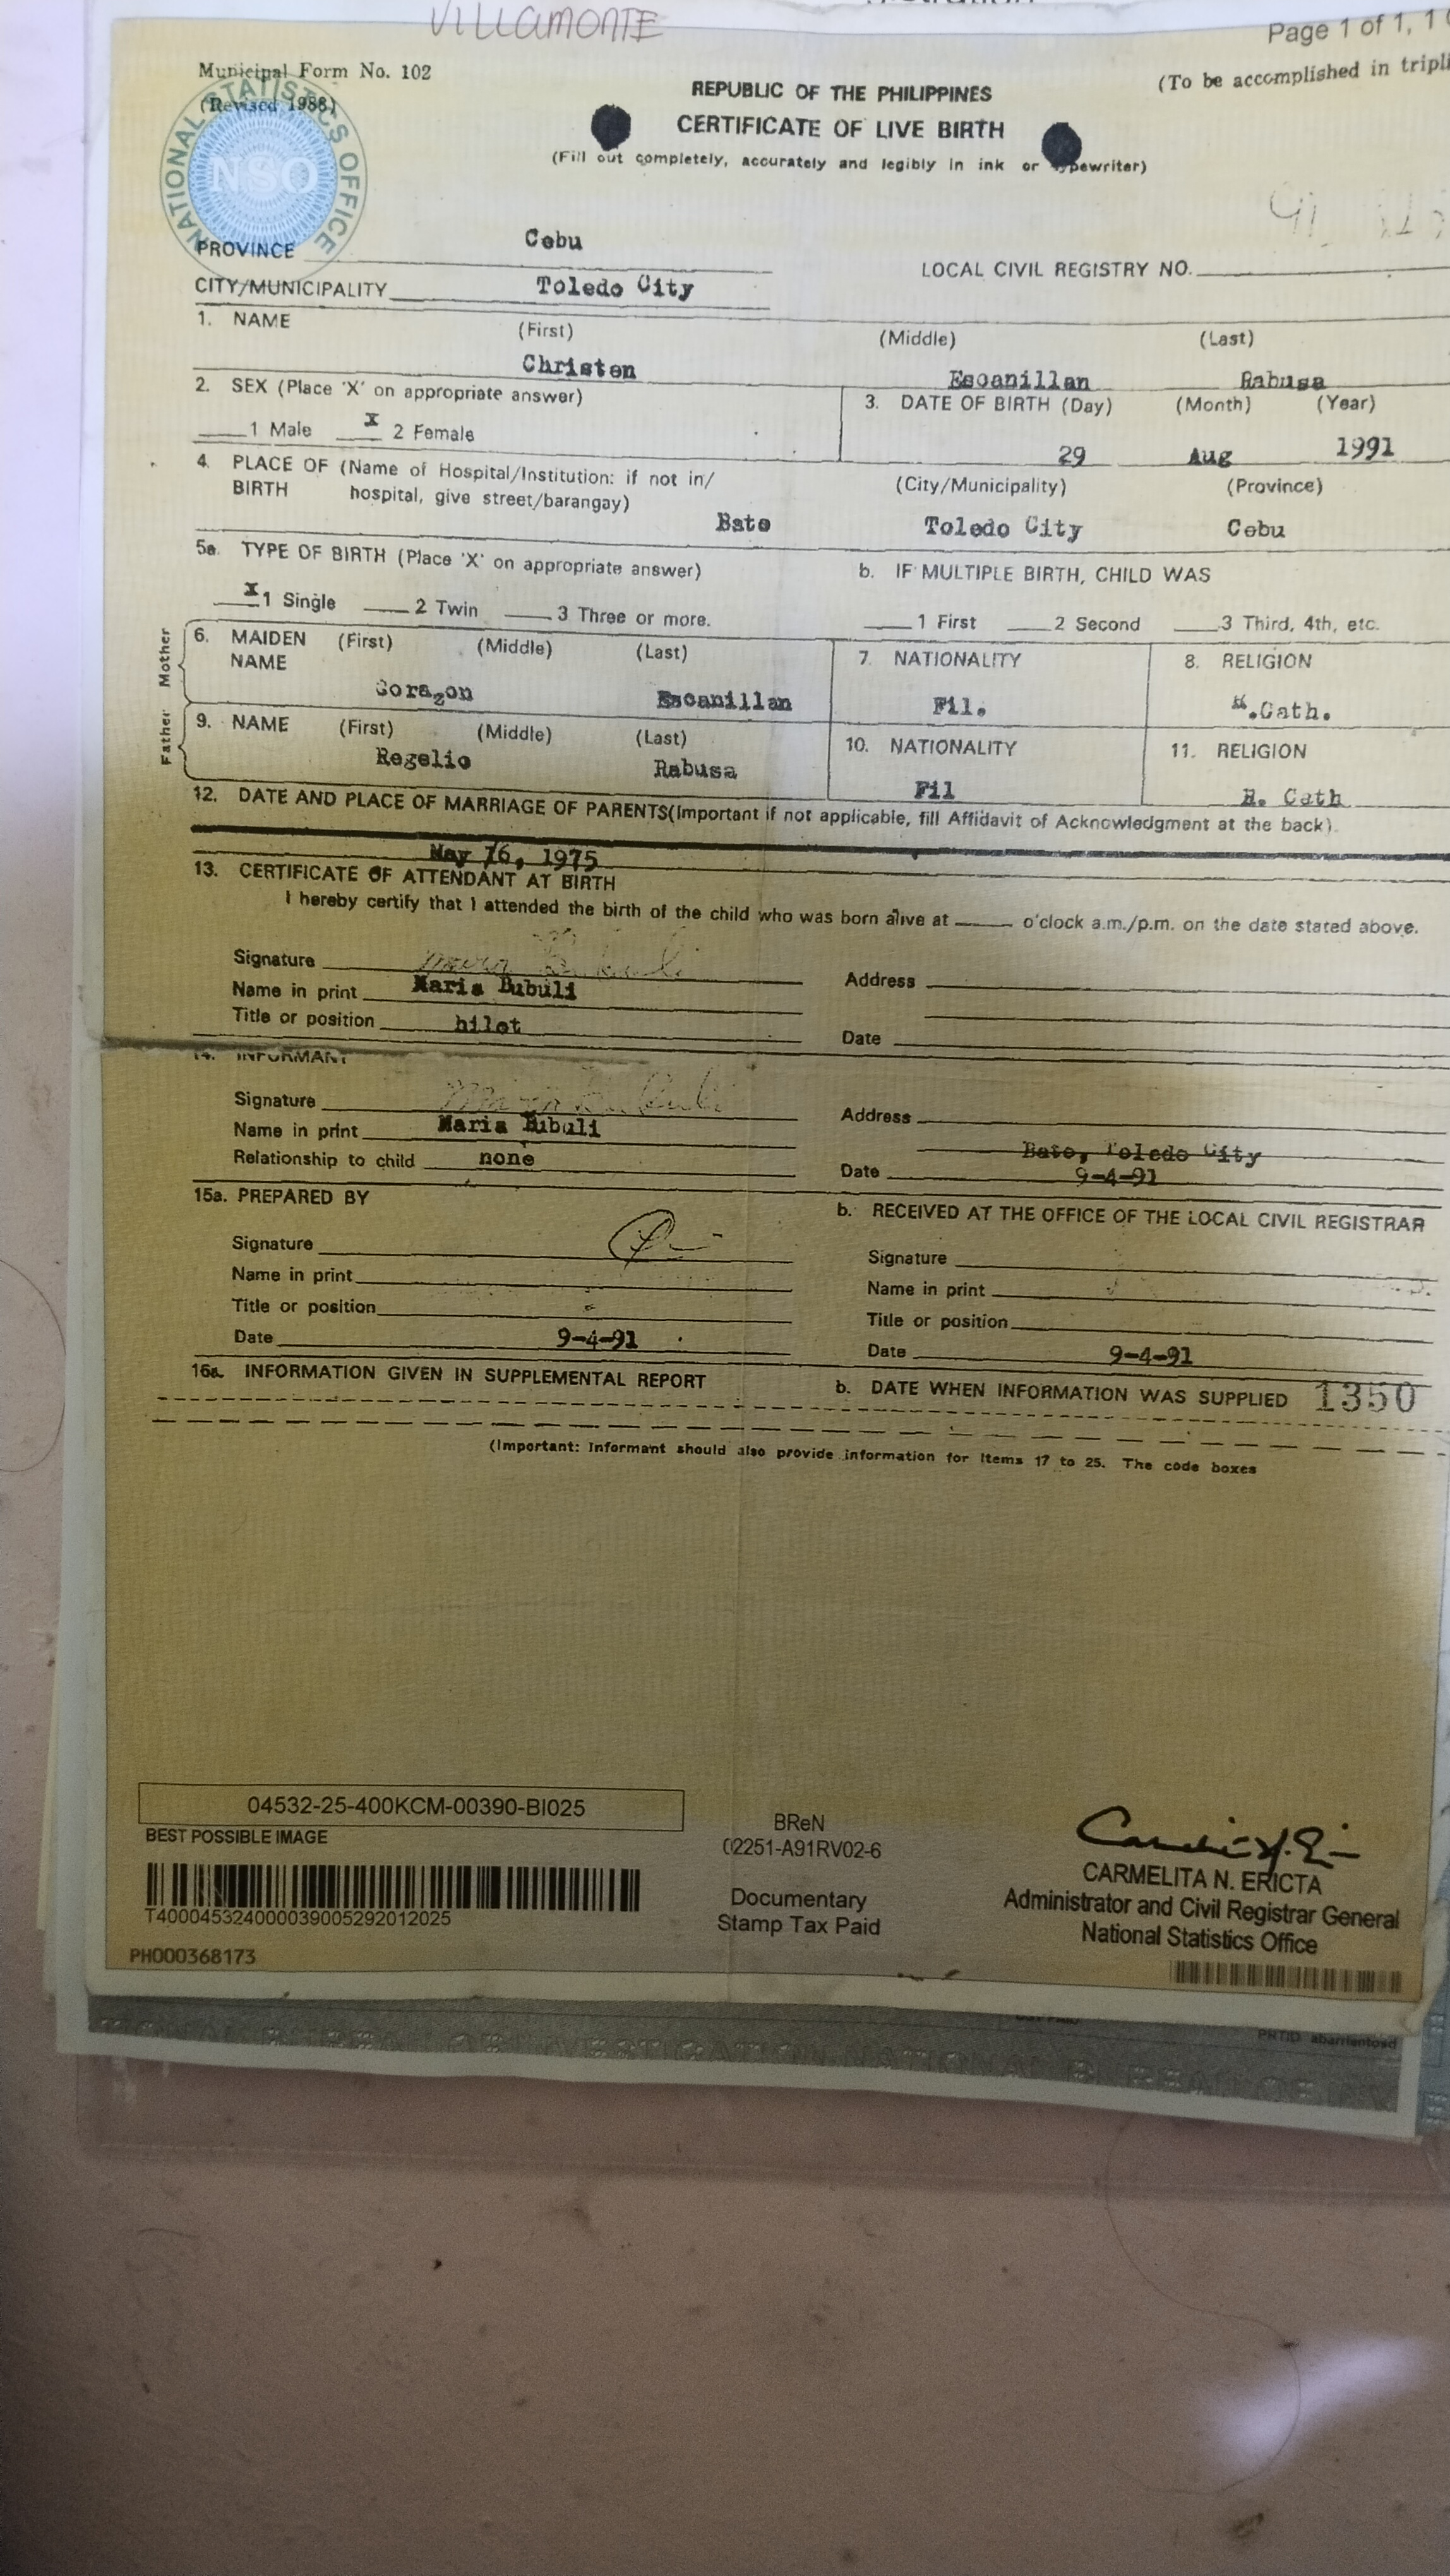 VILLAMONTE
Page 1 of 1, 1
Municipal Form No. 102
(Revised 1988)
(To be accomplished in tripli
REPUBLIC OF THE PHILIPPINES
CERTIFICATE OF LIVE BIRTH
(Fill out completely, accurately and legibly in ink or typewriter)
NATIONAL STATISTICS OFFICE
NSO
PROVINCE Cebu
LOCAL CIVIL REGISTRY NO.
CITY/MUNICIPALITY Toledo City
1. NAME (First) (Middle) (Last)
Christen Escanillan Rabusa
2. SEX (Place 'X' on appropriate answer)
3. DATE OF BIRTH (Day) (Month) (Year)
1 Male x 2 Female
29 Aug 1991
4. PLACE OF (Name of Hospital/Institution: if not in/
BIRTH hospital, give street/barangay)
(City/Municipality) (Province)
Bato Toledo City Cebu
5a. TYPE OF BIRTH (Place 'X' on appropriate answer)
b. IF MULTIPLE BIRTH, CHILD WAS
x 1 Single 2 Twin 3 Three or more.
1 First 2 Second 3 Third, 4th, etc.
Mother
6. MAIDEN NAME (First) (Middle) (Last)
7. NATIONALITY
8. RELIGION
Corazon Escanillan Fil. R.Cath.
Father
9. NAME (First) (Middle) (Last)
10. NATIONALITY
11. RELIGION
Rogelio Rabusa Fil R. Cath
12. DATE AND PLACE OF MARRIAGE OF PARENTS(Important if not applicable, fill Affidavit of Acknowledgment at the back)
May 16, 1975
13. CERTIFICATE OF ATTENDANT AT BIRTH
I hereby certify that I attended the birth of the child who was born alive at o'clock a.m./p.m. on the date stated above.
Signature
Address
Name in print Maria Bubuli
Title or position hilot
Date
14. INFORMANT
Signature
Address
Name in print Maria Bubuli
Bato, Toledo City
Relationship to child none
Date 9-4-91
15a. PREPARED BY
b. RECEIVED AT THE OFFICE OF THE LOCAL CIVIL REGISTRAR
Signature
Signature
Name in print
Name in print
Title or position
Title or position
Date 9-4-91
Date 9-4-91
16a. INFORMATION GIVEN IN SUPPLEMENTAL REPORT
b. DATE WHEN INFORMATION WAS SUPPLIED 1350
(Important: Informant should also provide information for Items 17 to 25. The code boxes
04532-25-400KCM-00390-BI025
BEST POSSIBLE IMAGE
T400045324000039005292012025
PH000368173
BReN
02251-A91RV02-6
Documentary
Stamp Tax Paid
CARMELITA N. ERICTA
Administrator and Civil Registrar General
National Statistics Office
PRTID abarrientosd